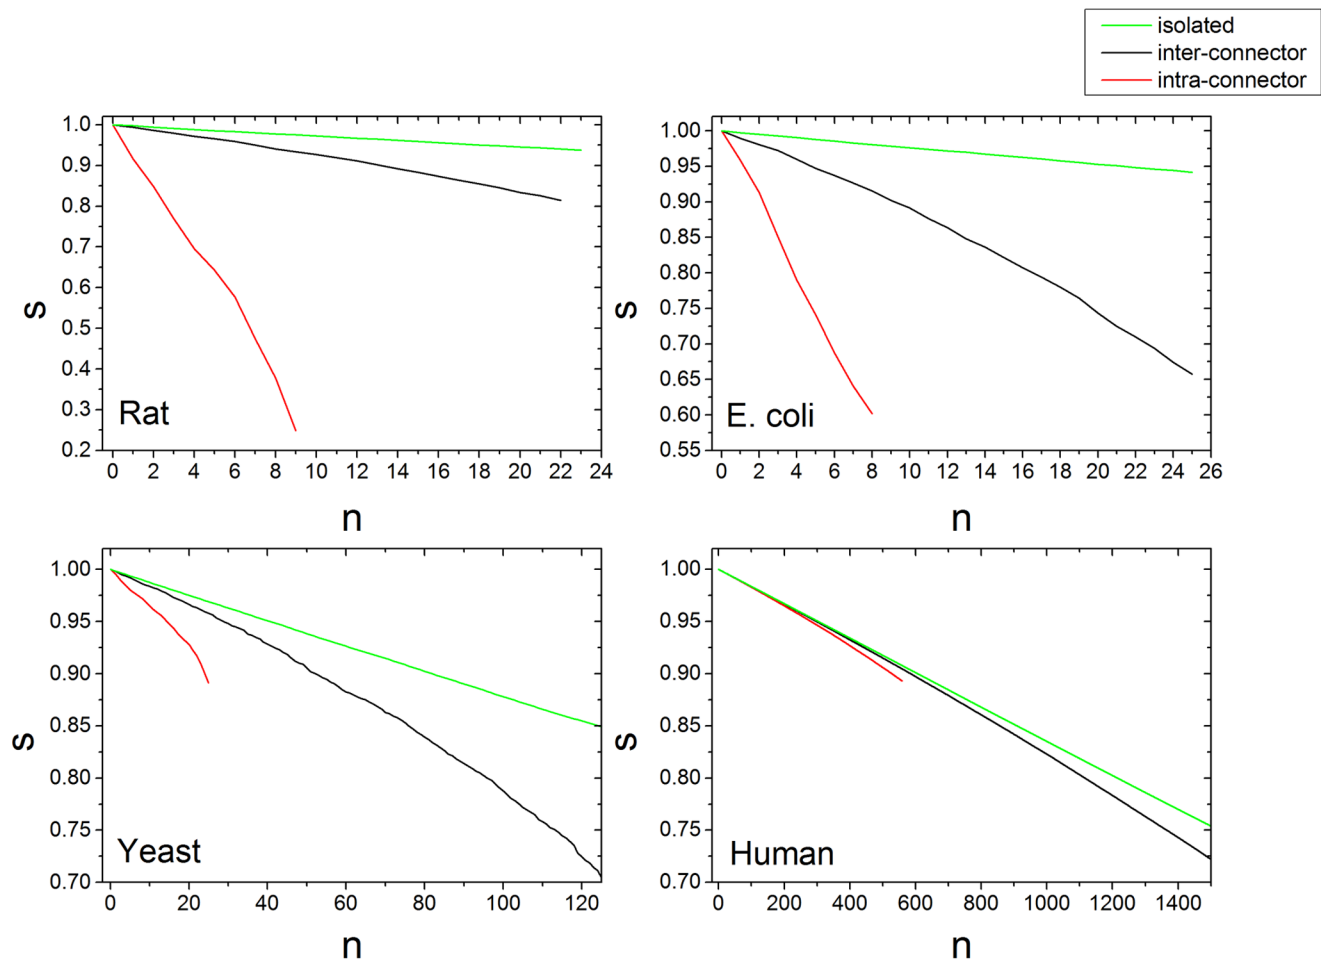 isolated
inter-connector
intra-connector
1.0
0.9
0.8
0.7
0.6
0.5
0.4
0.3
0.2
s
Rat
0 2 4 6 8 10 12 14 16 18 20 22 24
n
1.00
0.95
0.90
0.85
0.80
0.75
0.70
0.65
0.60
0.55
s
E. coli
0 2 4 6 8 10 12 14 16 18 20 22 24 26
n
1.00
0.95
0.90
0.85
0.80
0.75
0.70
s
Yeast
0 20 40 60 80 100 120
n
1.00
0.95
0.90
0.85
0.80
0.75
0.70
s
Human
0 200 400 600 800 1000 1200 1400
n